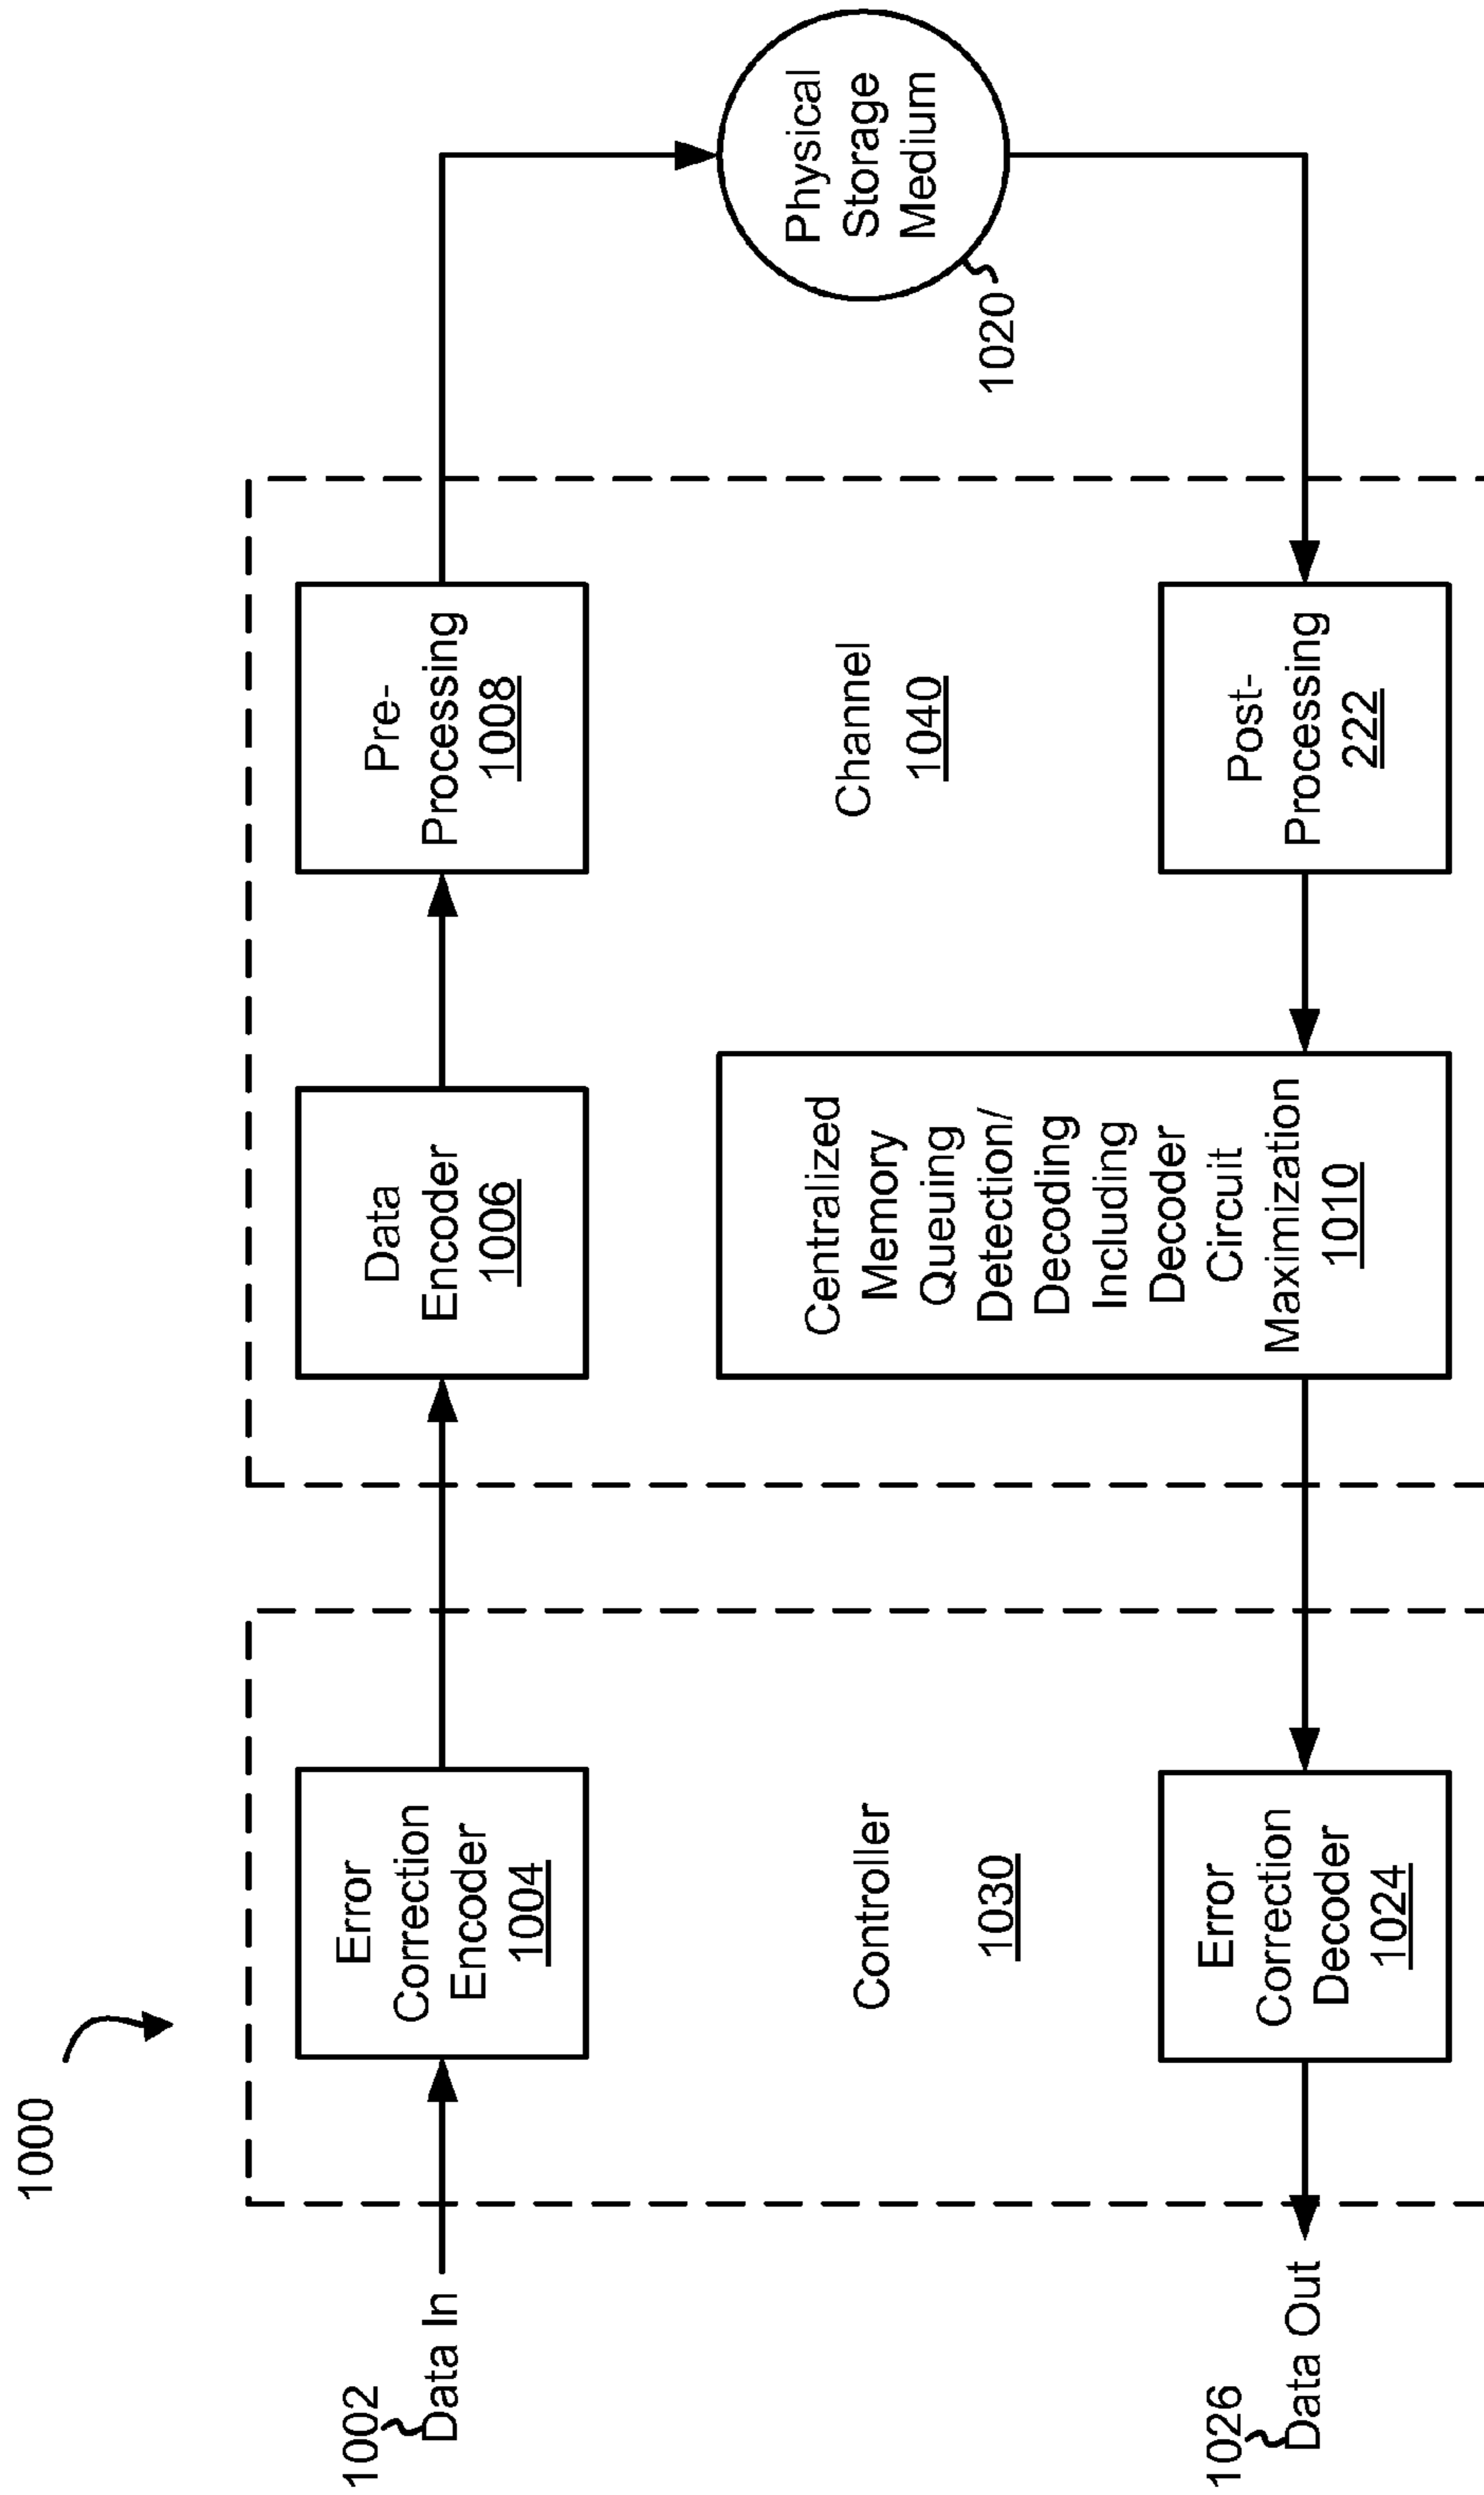 1000
1002
Data In
Error
Correction
Encoder
1004
Data
Encoder
1006
Pre-
Processing
1008
Physical
Storage
Medium
1020
Controller
1030
Channel
1040
Centralized
Memory
Queuing
Detection/
Decoding
Including
Decoder
Circuit
Maximization
1010
Post-
Processing
222
Error
Correction
Decoder
1024
1026
Data Out